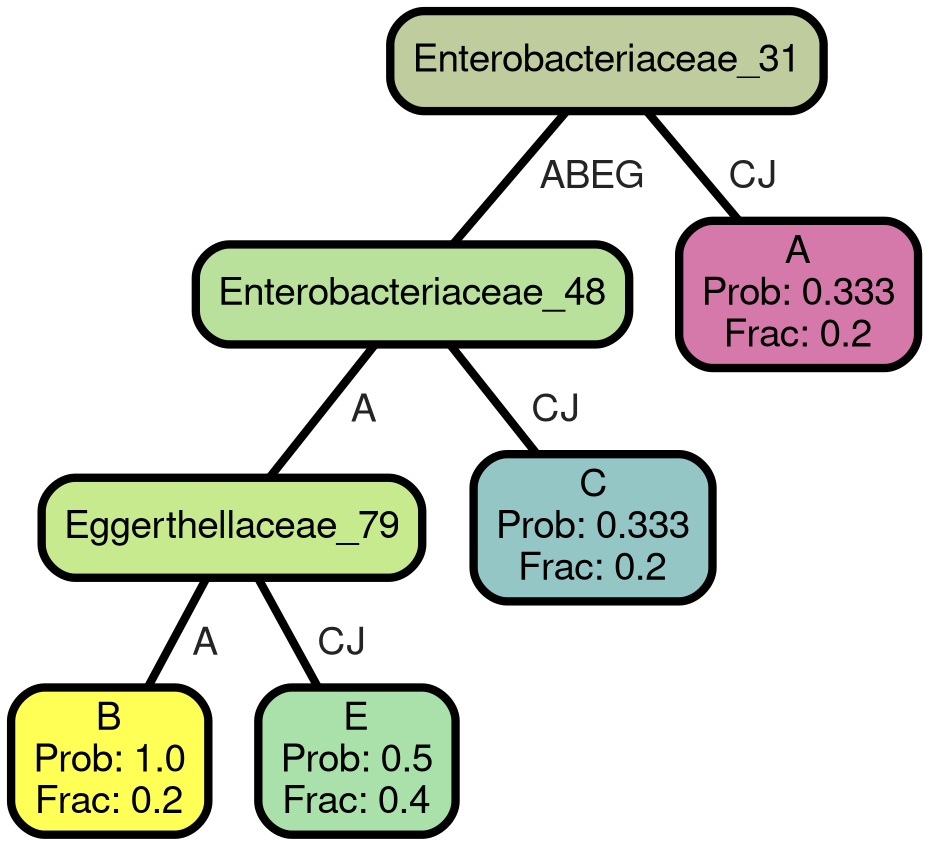 Enterobacteriaceae_31
ABEG
CJ
A
Prob: 0.333
Frac: 0.2
Enterobacteriaceae_48
A
CJ
C
Prob: 0.333
Frac: 0.2
Eggerthellaceae_79
A
CJ
B
Prob: 1.0
Frac: 0.2
E
Prob: 0.5
Frac: 0.4